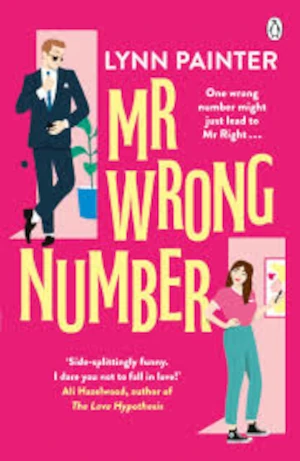 LYNN PAINTER
One wrong
number might
just lead to
Mr Right ...
MR
WRONG
NUMBER
'Side-splittingly funny.
I dare you not to fall in love!'
Ali Hazelwood, author of
The Love Hypothesis